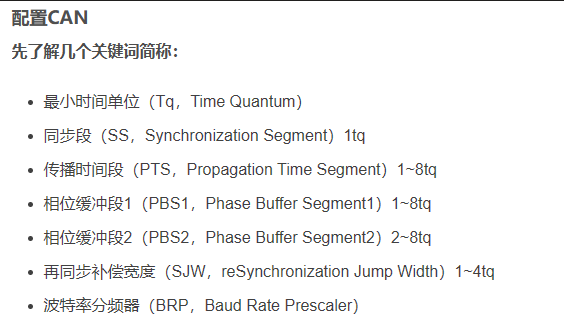 配置CAN
先了解几个关键词简称：
最小时间单位（Tq，Time Quantum）
同步段（SS，Synchronization Segment）1tq
传播时间段（PTS，Propagation Time Segment）1~8tq
相位缓冲段1（PBS1，Phase Buffer Segment1）1~8tq
相位缓冲段2（PBS2，Phase Buffer Segment2）2~8tq
再同步补偿宽度（SJW，reSynchronization Jump Width）1~4tq
波特率分频器（BRP，Baud Rate Prescaler）